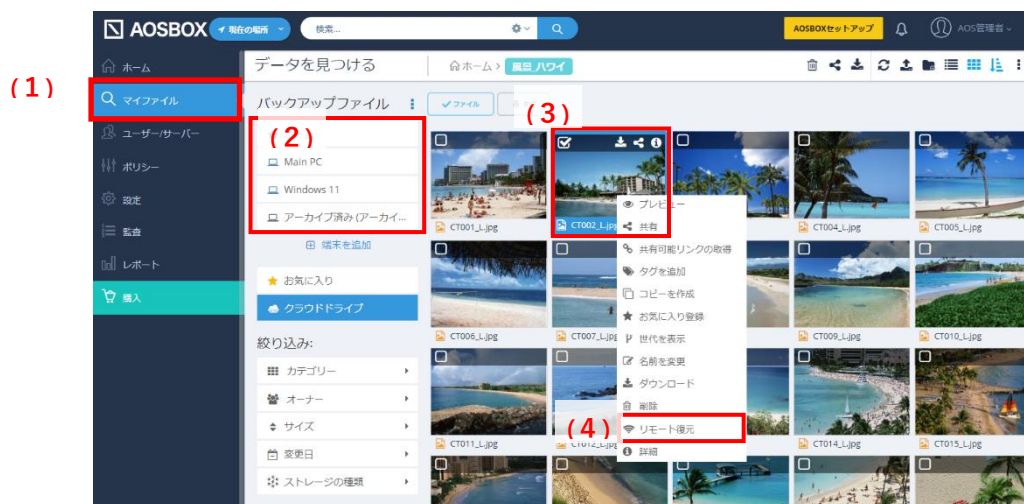 AOSBOX
現在の場所
検索...
AOSBOXセットアップ
AOS管理者
(1)
ホーム
マイファイル
ユーザー/サーバー
ポリシー
設定
監査
レポート
購入
データを見つける
ホーム >
風景_ハワイ
バックアップファイル
ファイル
(2)
Main PC
Windows 11
アーカイブ済み (アーカイ...
端末を追加
お気に入り
クラウドドライブ
絞り込み:
カテゴリー
オーナー
サイズ
変更日
ストレージの種類
(3)
CT001_L.jpg
CT002_L.jpg
CT004_L.jpg
CT005_L.jpg
CT006_L.jpg
CT007_L.jpg
CT009_L.jpg
CT010_L.jpg
CT011_L.jpg
CT012_L.jpg
CT014_L.jpg
CT015_L.jpg
プレビュー
共有
共有可能リンクの取得
タグを追加
コピーを作成
お気に入り登録
世代を表示
名前を変更
ダウンロード
削除
(4)
リモート復元
詳細